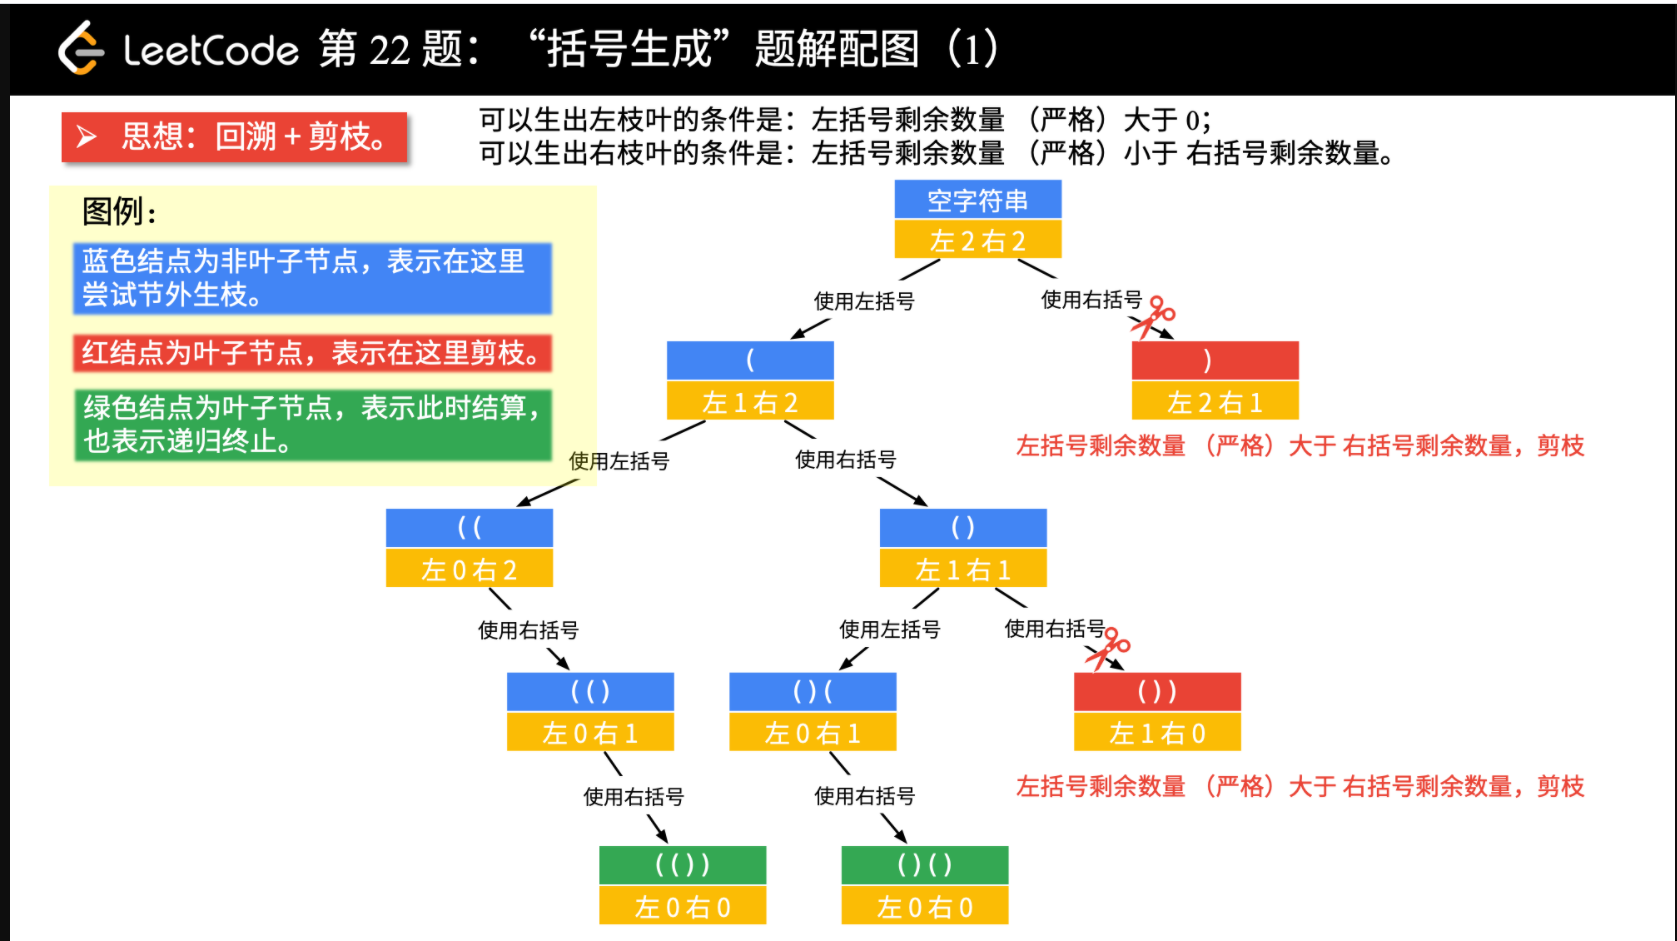 LeetCode 第 22 题：“括号生成”题解配图（1）
思想：回溯 + 剪枝。
可以生出左枝叶的条件是：左括号剩余数量 （严格）大于 0；
可以生出右枝叶的条件是：左括号剩余数量 （严格）小于 右括号剩余数量。
图例：
蓝色结点为非叶子节点，表示在这里
尝试节外生枝。
红结点为叶子节点，表示在这里剪枝。
绿色结点为叶子节点，表示此时结算，
也表示递归终止。
空字符串
左 2 右 2
使用左括号
使用右括号
(
左 1 右 2
)
左 2 右 1
左括号剩余数量 （严格）大于 右括号剩余数量，剪枝
使用左括号
使用右括号
( (
左 0 右 2
( )
左 1 右 1
使用右括号
使用左括号
使用右括号
( ( )
左 0 右 1
( ) (
左 0 右 1
( ) )
左 1 右 0
左括号剩余数量 （严格）大于 右括号剩余数量，剪枝
使用右括号
使用右括号
( ( ) )
左 0 右 0
( ) ( )
左 0 右 0